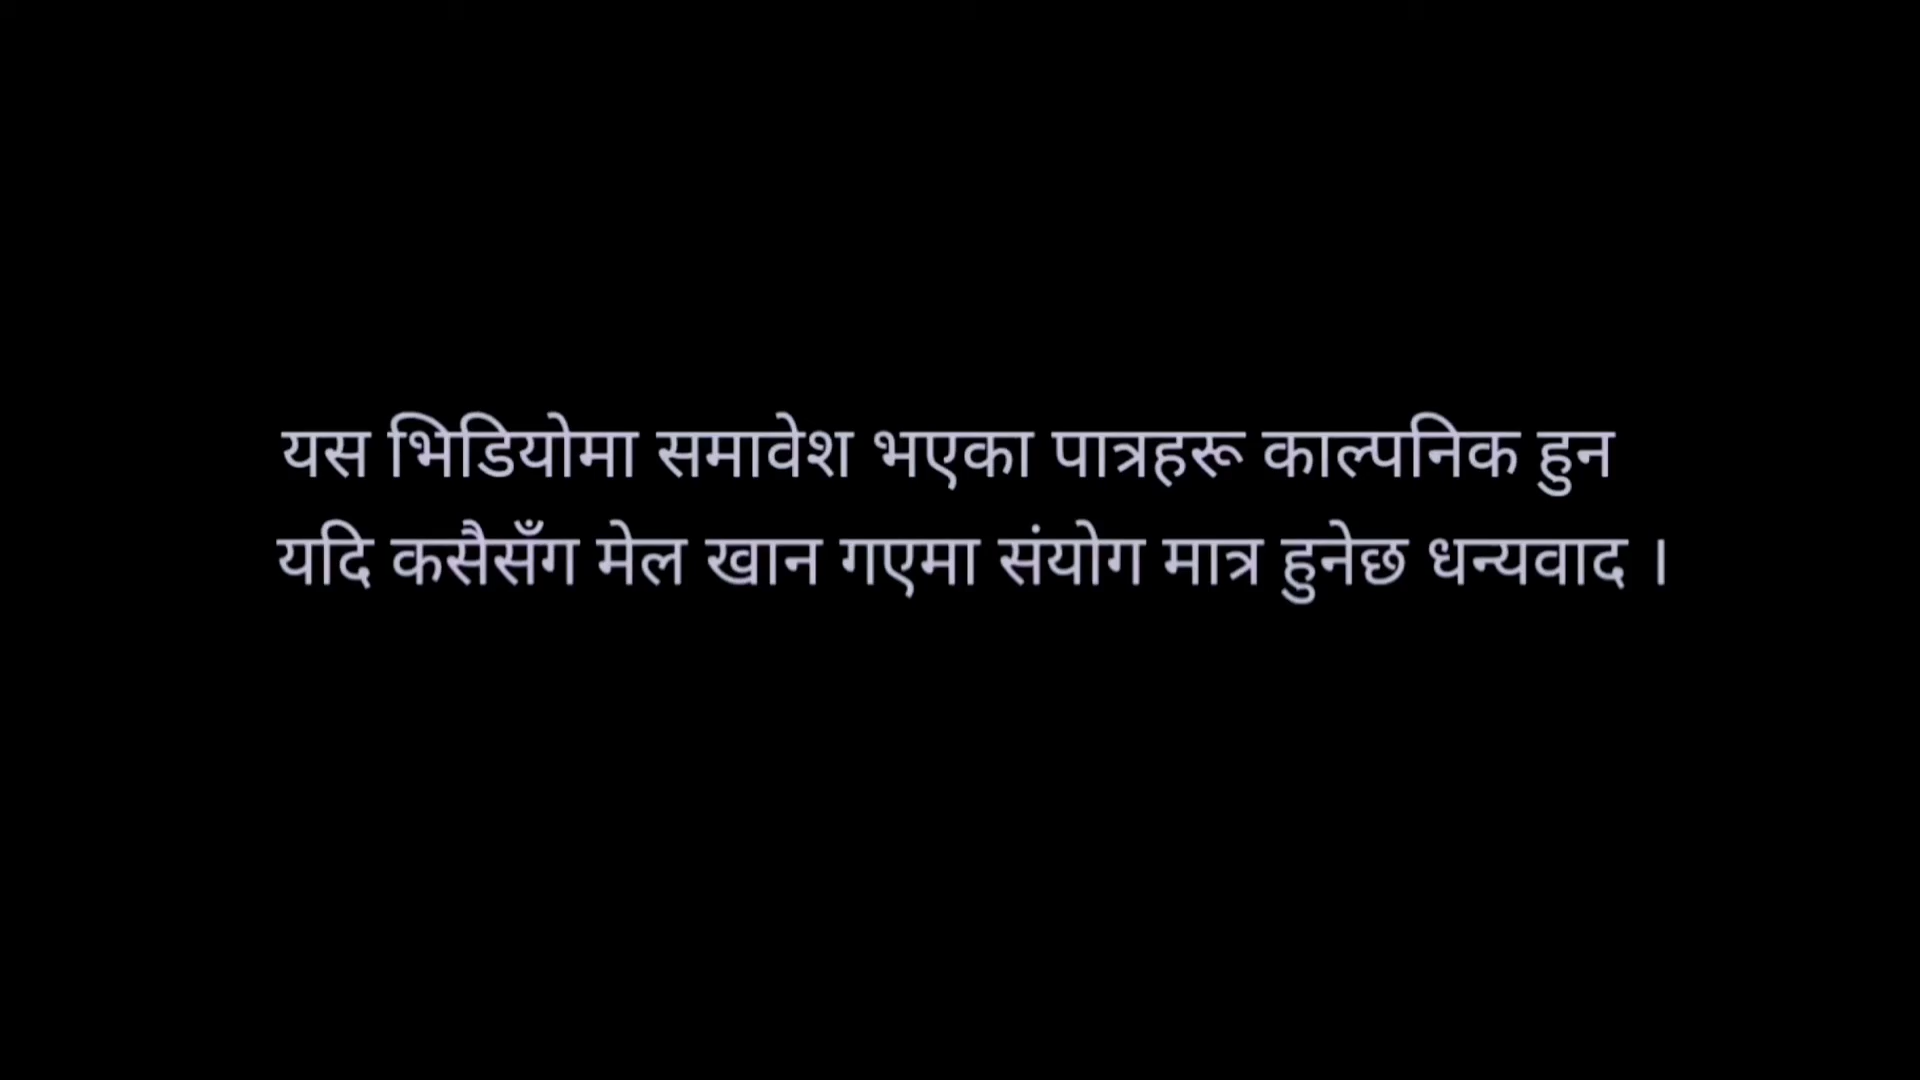 यस भिडियोमा समावेश भएका पात्रहरू काल्पनिक हुन
यदि कसैसँग मेल खान गएमा संयोग मात्र हुनेछ धन्यवाद ।